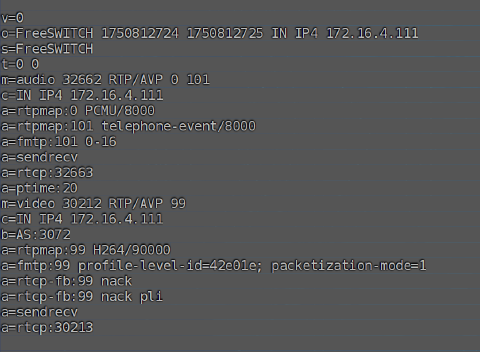 v=0
o=FreeSWITCH 1750812724 1750812725 IN IP4 172.16.4.111
s=FreeSWITCH
t=0 0
m=audio 32662 RTP/AVP 0 101
c=IN IP4 172.16.4.111
a=rtpmap:0 PCMU/8000
a=rtpmap:101 telephone-event/8000
a=fmtp:101 0-16
a=sendrecv
a=rtcp:32663
a=ptime:20
m=video 30212 RTP/AVP 99
c=IN IP4 172.16.4.111
b=AS:3072
a=rtpmap:99 H264/90000
a=fmtp:99 profile-level-id=42e01e; packetization-mode=1
a=rtcp-fb:99 nack
a=rtcp-fb:99 nack pli
a=sendrecv
a=rtcp:30213